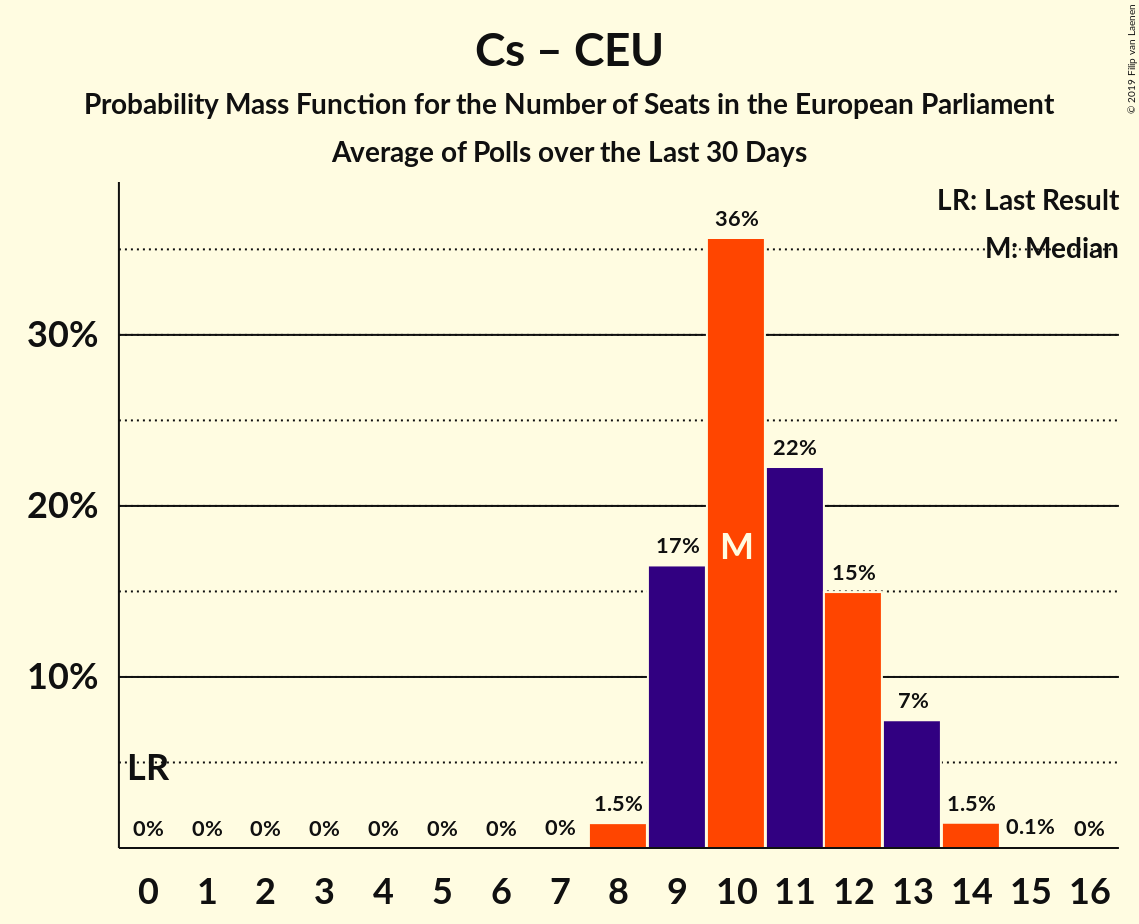 Cs – CEU
Probability Mass Function for the Number of Seats in the European Parliament
Average of Polls over the Last 30 Days
© 2019 Filip van Laenen
LR: Last Result
M: Median
36%
30%
22%
20%
17%
M
15%
10%
7%
LR
0% 0% 0% 0% 0% 0% 0% 0% 1.5% 1.5% 0.1% 0%
0 1 2 3 4 5 6 7 8 9 10 11 12 13 14 15 16